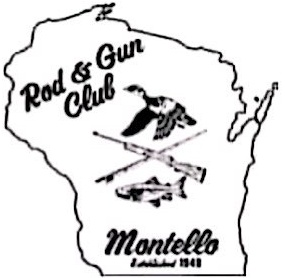 Rod & Gun
Club
Montello
Established 1948